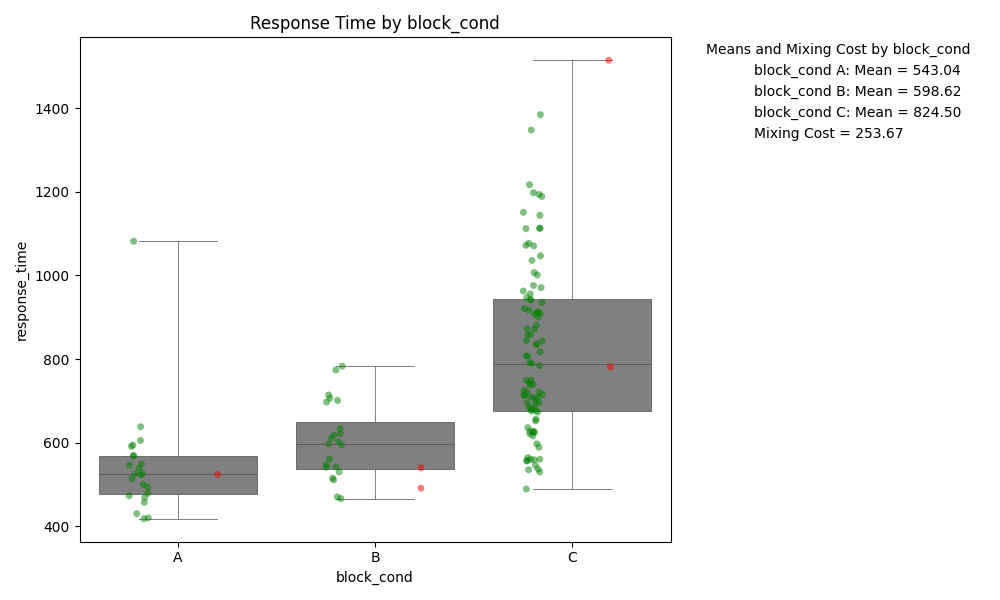 Response Time by block_cond
Means and Mixing Cost by block_cond
block_cond A: Mean = 543.04
block_cond B: Mean = 598.62
block_cond C: Mean = 824.50
Mixing Cost = 253.67
response_time
1400
1200
1000
800
600
400
A
B
C
block_cond